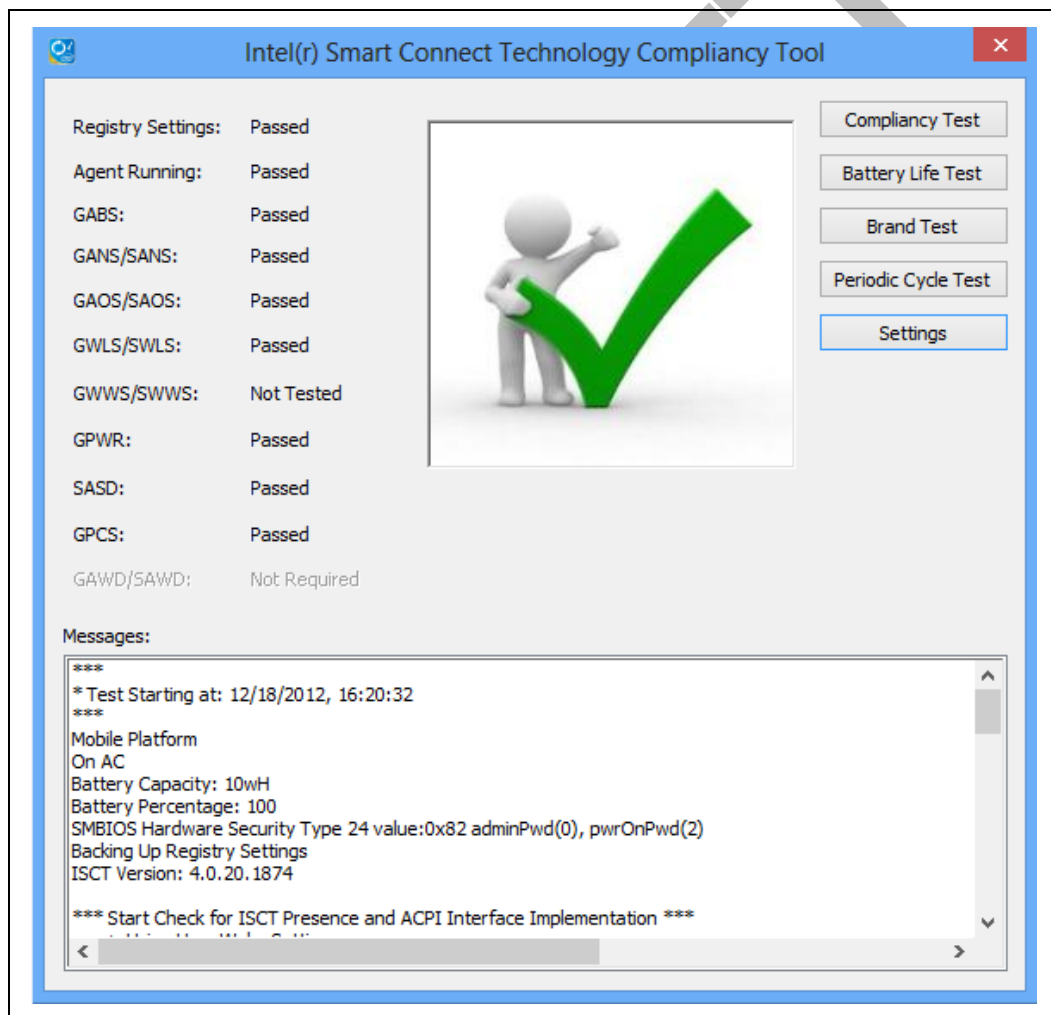 Intel(r) Smart Connect Technology Compliancy Tool
Registry Settings: Passed
Agent Running: Passed
GABS: Passed
GANS/SANS: Passed
GAOS/SAOS: Passed
GWLS/SWLS: Passed
GWWS/SWWS: Not Tested
GPWR: Passed
SASD: Passed
GPCS: Passed
GAWD/SAWD: Not Required
Compliancy Test
Battery Life Test
Brand Test
Periodic Cycle Test
Settings
Messages:
***
* Test Starting at: 12/18/2012, 16:20:32
***
Mobile Platform
On AC
Battery Capacity: 10wH
Battery Percentage: 100
SMBIOS Hardware Security Type 24 value:0x82 adminPwd(0), pwrOnPwd(2)
Backing Up Registry Settings
ISCT Version: 4.0.20.1874
*** Start Check for ISCT Presence and ACPI Interface Implementation ***